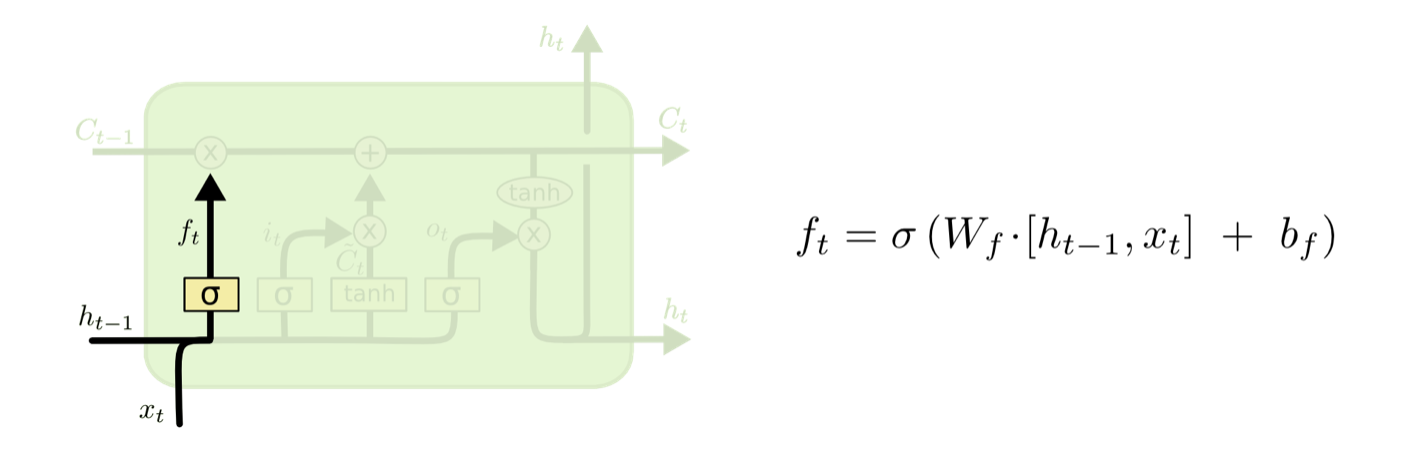 h_t
C_{t-1}
C_t
x
+
tanh
f_t
i_t
x
o_t
x
C̃_t
σ
σ
tanh
σ
h_{t-1}
h_t
x_t
f_t = σ (W_f · [h_{t-1}, x_t] + b_f)